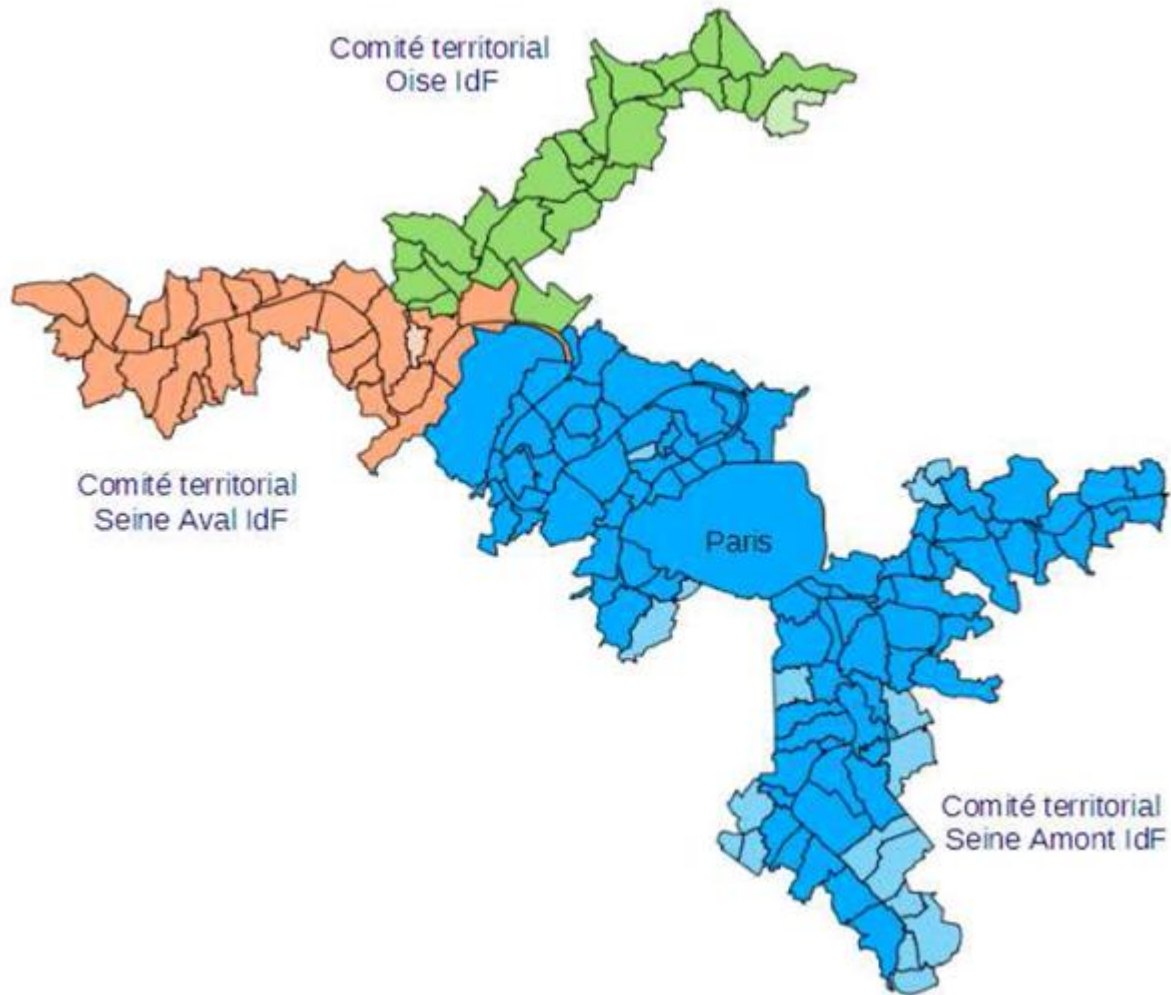 Comité territorial
Oise IdF
Comité territorial
Seine Aval IdF
Paris
Comité territorial
Seine Amont IdF